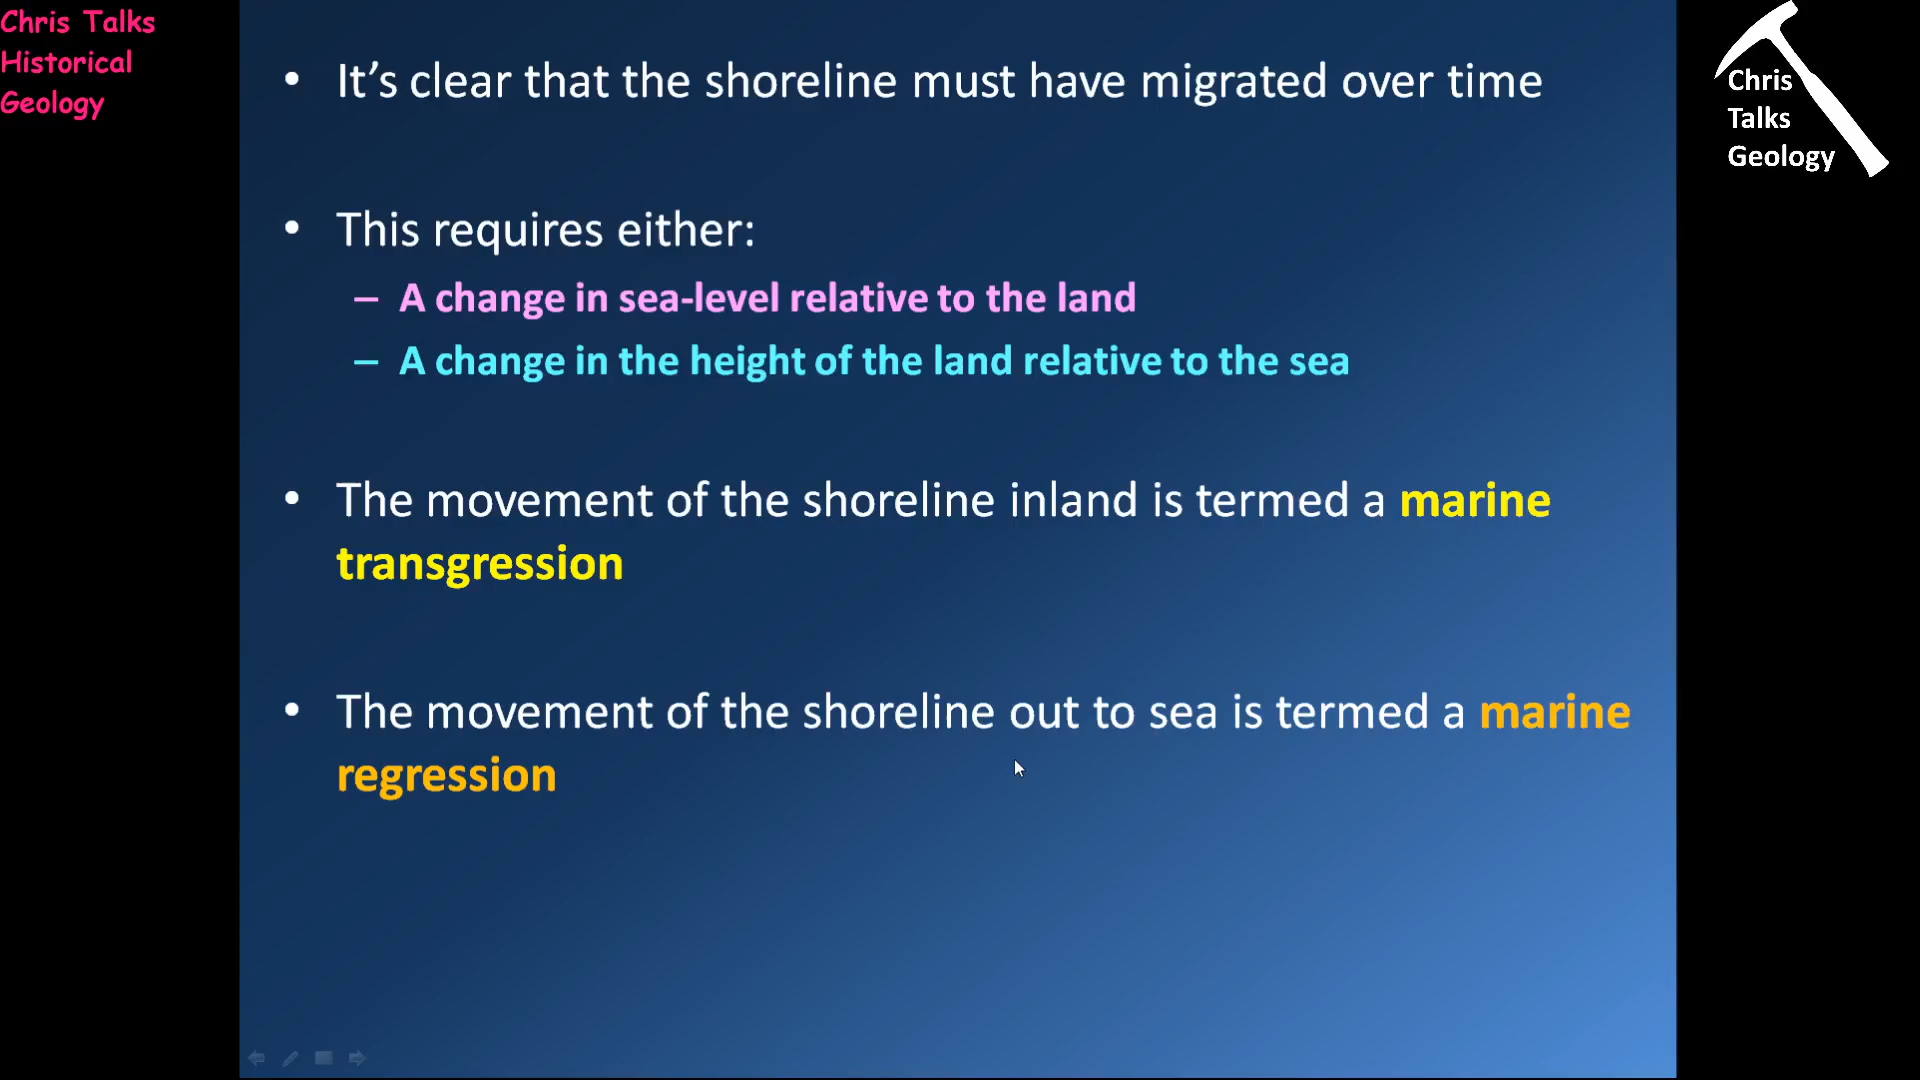 Chris Talks
Historical
Geology
• It’s clear that the shoreline must have migrated over time
• This requires either:
– A change in sea-level relative to the land
– A change in the height of the land relative to the sea
• The movement of the shoreline inland is termed a marine
transgression
• The movement of the shoreline out to sea is termed a marine
regression
Chris
Talks
Geology